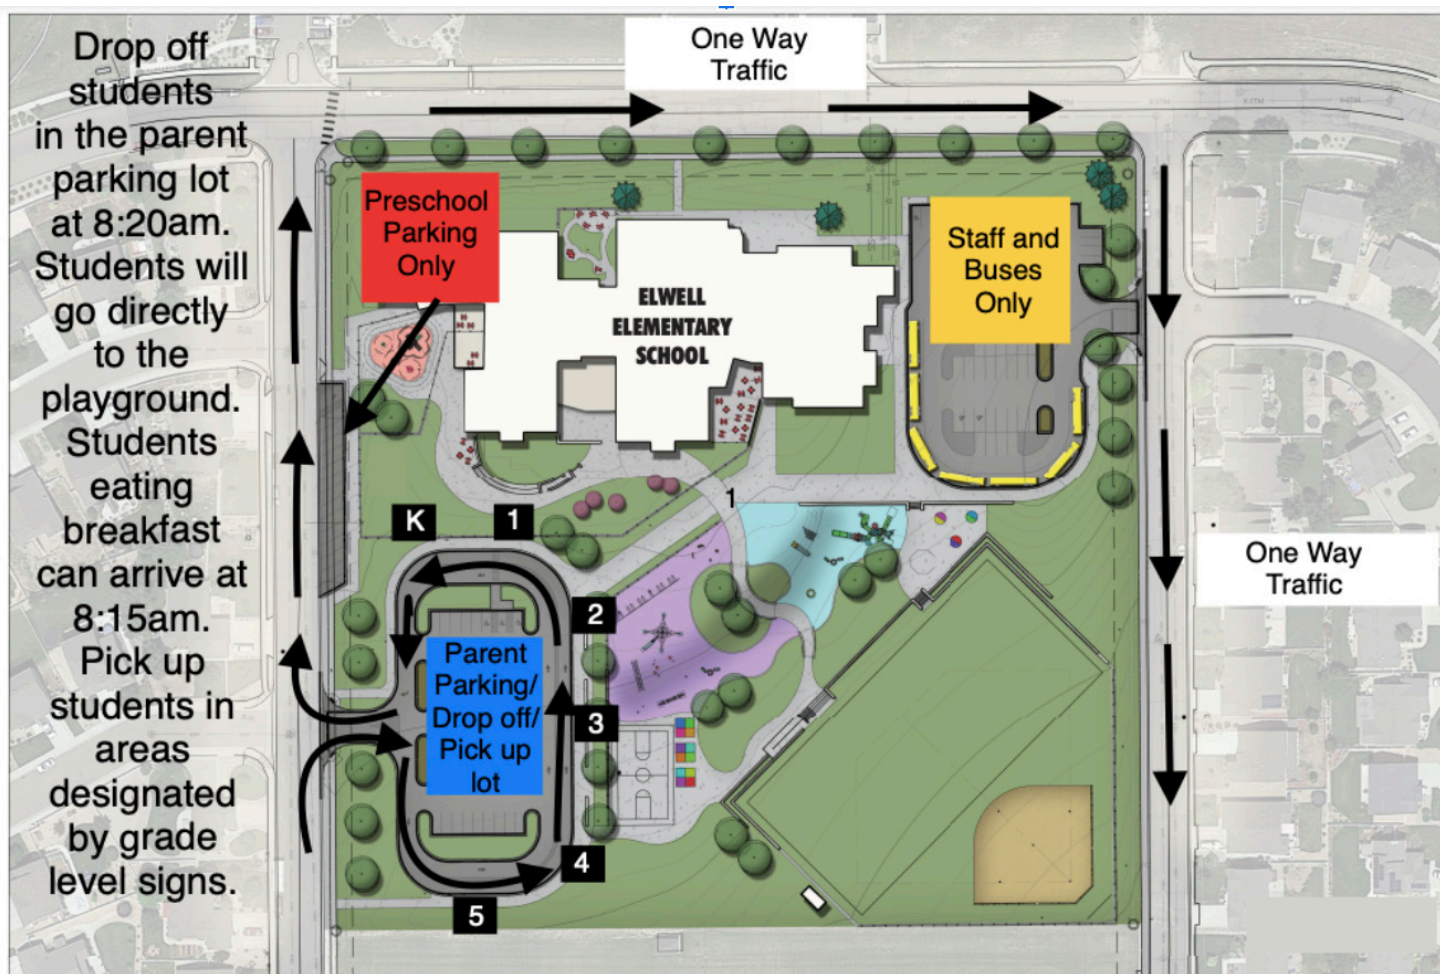 Drop off
students
in the parent
parking lot
at 8:20am.
Students will
go directly
to the
playground.
Students
eating
breakfast
can arrive at
8:15am.
Pick up
students in
areas
designated
by grade
level signs.
One Way
Traffic
Preschool
Parking
Only
ELWELL
ELEMENTARY
SCHOOL
Staff and
Buses
Only
One Way
Traffic
K
1
1
2
Parent
Parking/
Drop off/
Pick up
lot
3
4
5